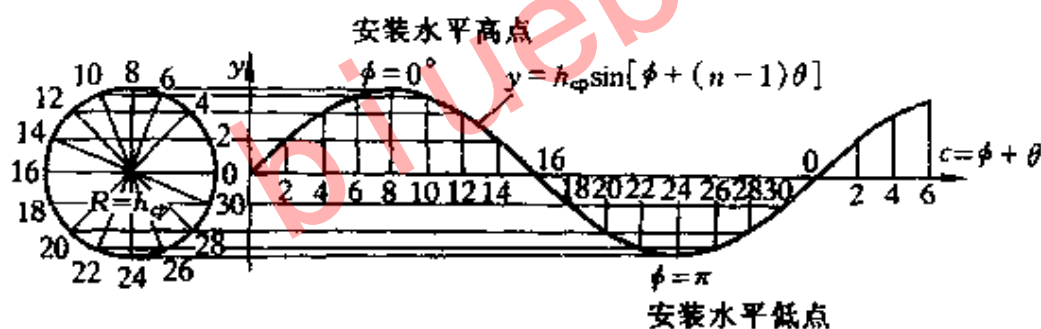 安装水平高点
φ=0°
y
y=h_cp sin[φ+(n-1)θ]
10 8 6
12 4
14 2
16 0
18 30
20 28
22 24 26
R=h_cp
2 4 6 8 10 12 14
16
18 20 22 24 26 28 30
0
2 4 6
c=φ+θ
φ=π
安装水平低点
biueb